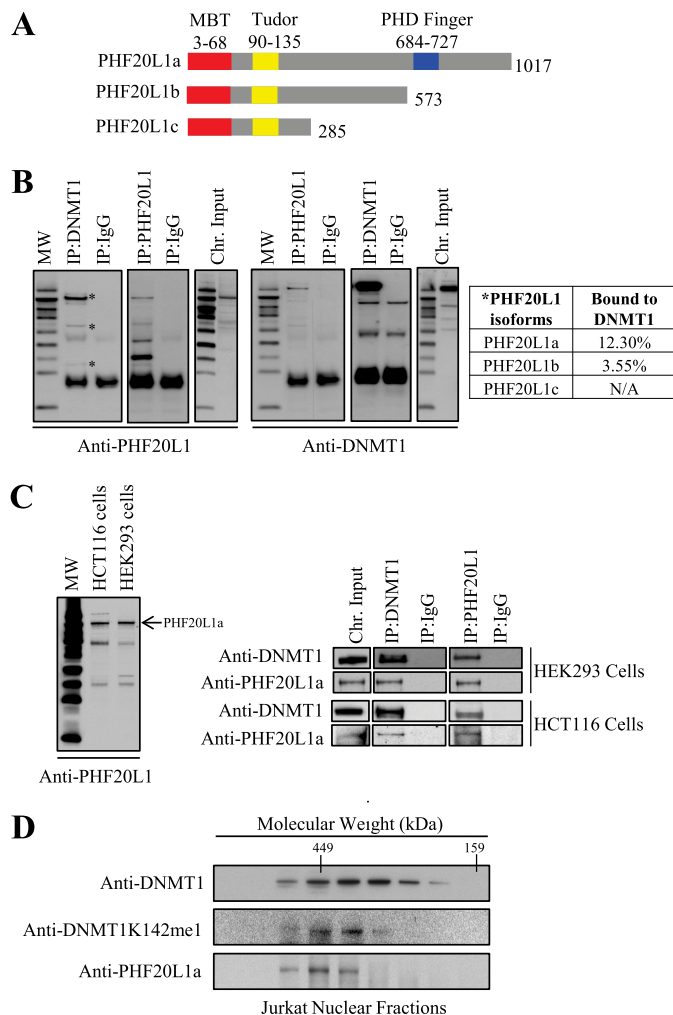 A
MBT
3-68
Tudor
90-135
PHD Finger
684-727
PHF20L1a
1017
PHF20L1b
573
PHF20L1c
285
B
MW
IP:DNMT1
IP:IgG
IP:PHF20L1
IP:IgG
Chr. Input
MW
IP:PHF20L1
IP:IgG
IP:DNMT1
IP:IgG
Chr. Input
*
*
*
Anti-PHF20L1
Anti-DNMT1
*PHF20L1 isoforms
Bound to DNMT1
PHF20L1a 12.30%
PHF20L1b 3.55%
PHF20L1c N/A
C
MW
HCT116 cells
HEK293 cells
PHF20L1a
Anti-PHF20L1
Chr. Input
IP:DNMT1
IP:IgG
IP:PHF20L1
IP:IgG
Anti-DNMT1
Anti-PHF20L1a
HEK293 Cells
Anti-DNMT1
Anti-PHF20L1a
HCT116 Cells
D
Molecular Weight (kDa)
449
159
Anti-DNMT1
Anti-DNMT1K142me1
Anti-PHF20L1a
Jurkat Nuclear Fractions